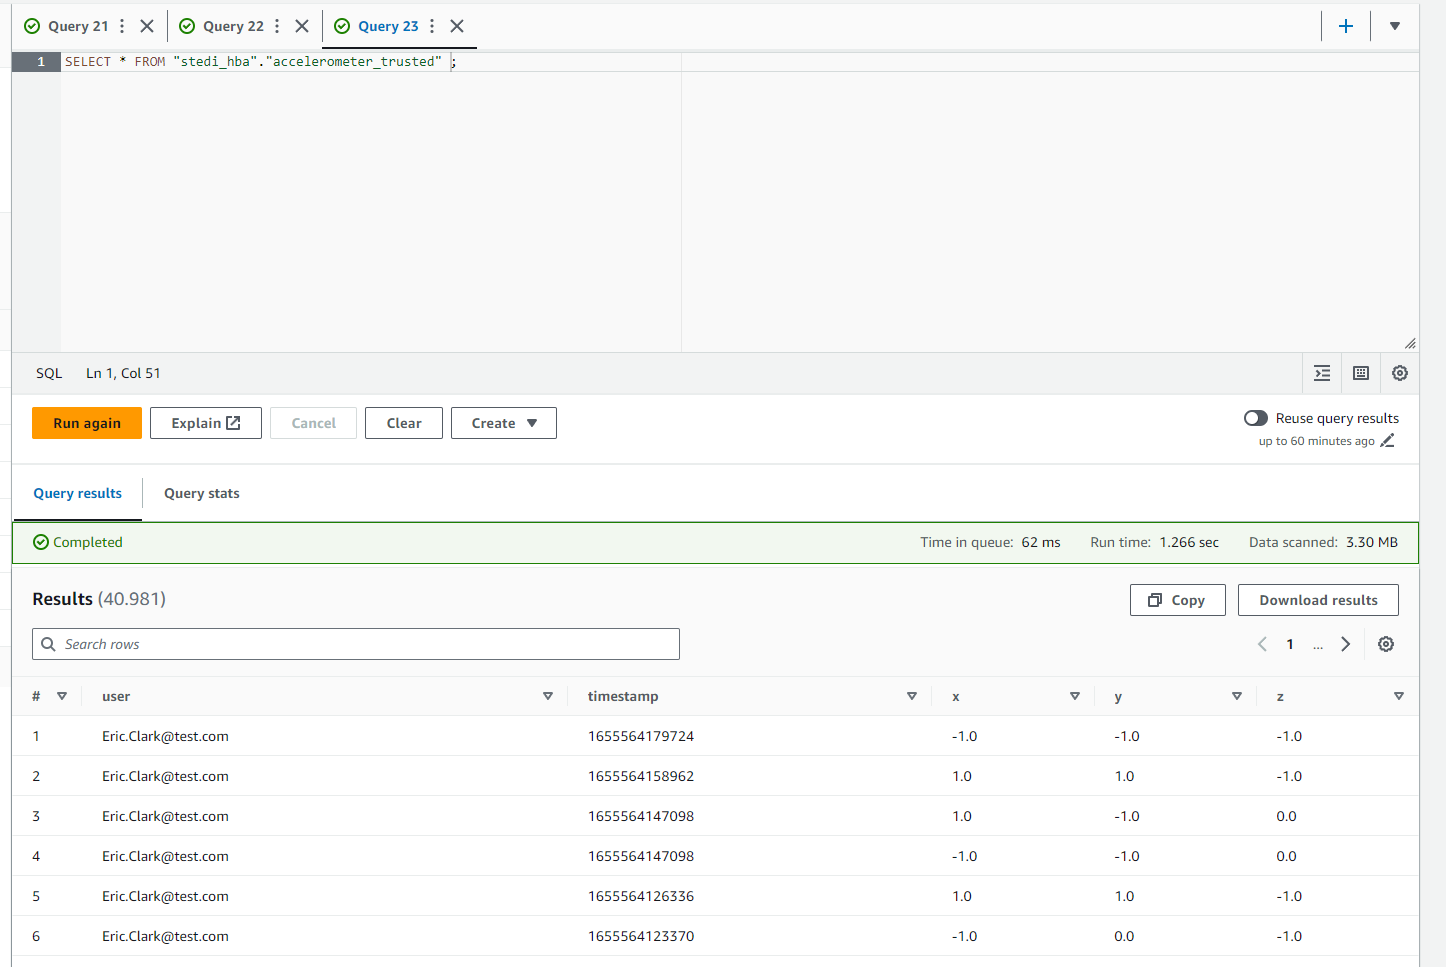 Query 21 Query 22 Query 23
1 SELECT * FROM "stedi_hba"."accelerometer_trusted" ;
SQL Ln 1, Col 51
Run again Explain Cancel Clear Create Reuse query results
up to 60 minutes ago
Query results Query stats
Completed Time in queue: 62 ms Run time: 1.266 sec Data scanned: 3.30 MB
Results (40.981) Copy Download results
Search rows 1 ...
# user timestamp x y z
1 Eric.Clark@test.com 1655564179724 -1.0 -1.0 -1.0
2 Eric.Clark@test.com 1655564158962 1.0 1.0 -1.0
3 Eric.Clark@test.com 1655564147098 1.0 -1.0 0.0
4 Eric.Clark@test.com 1655564147098 -1.0 -1.0 0.0
5 Eric.Clark@test.com 1655564126336 1.0 1.0 -1.0
6 Eric.Clark@test.com 1655564123370 -1.0 0.0 -1.0